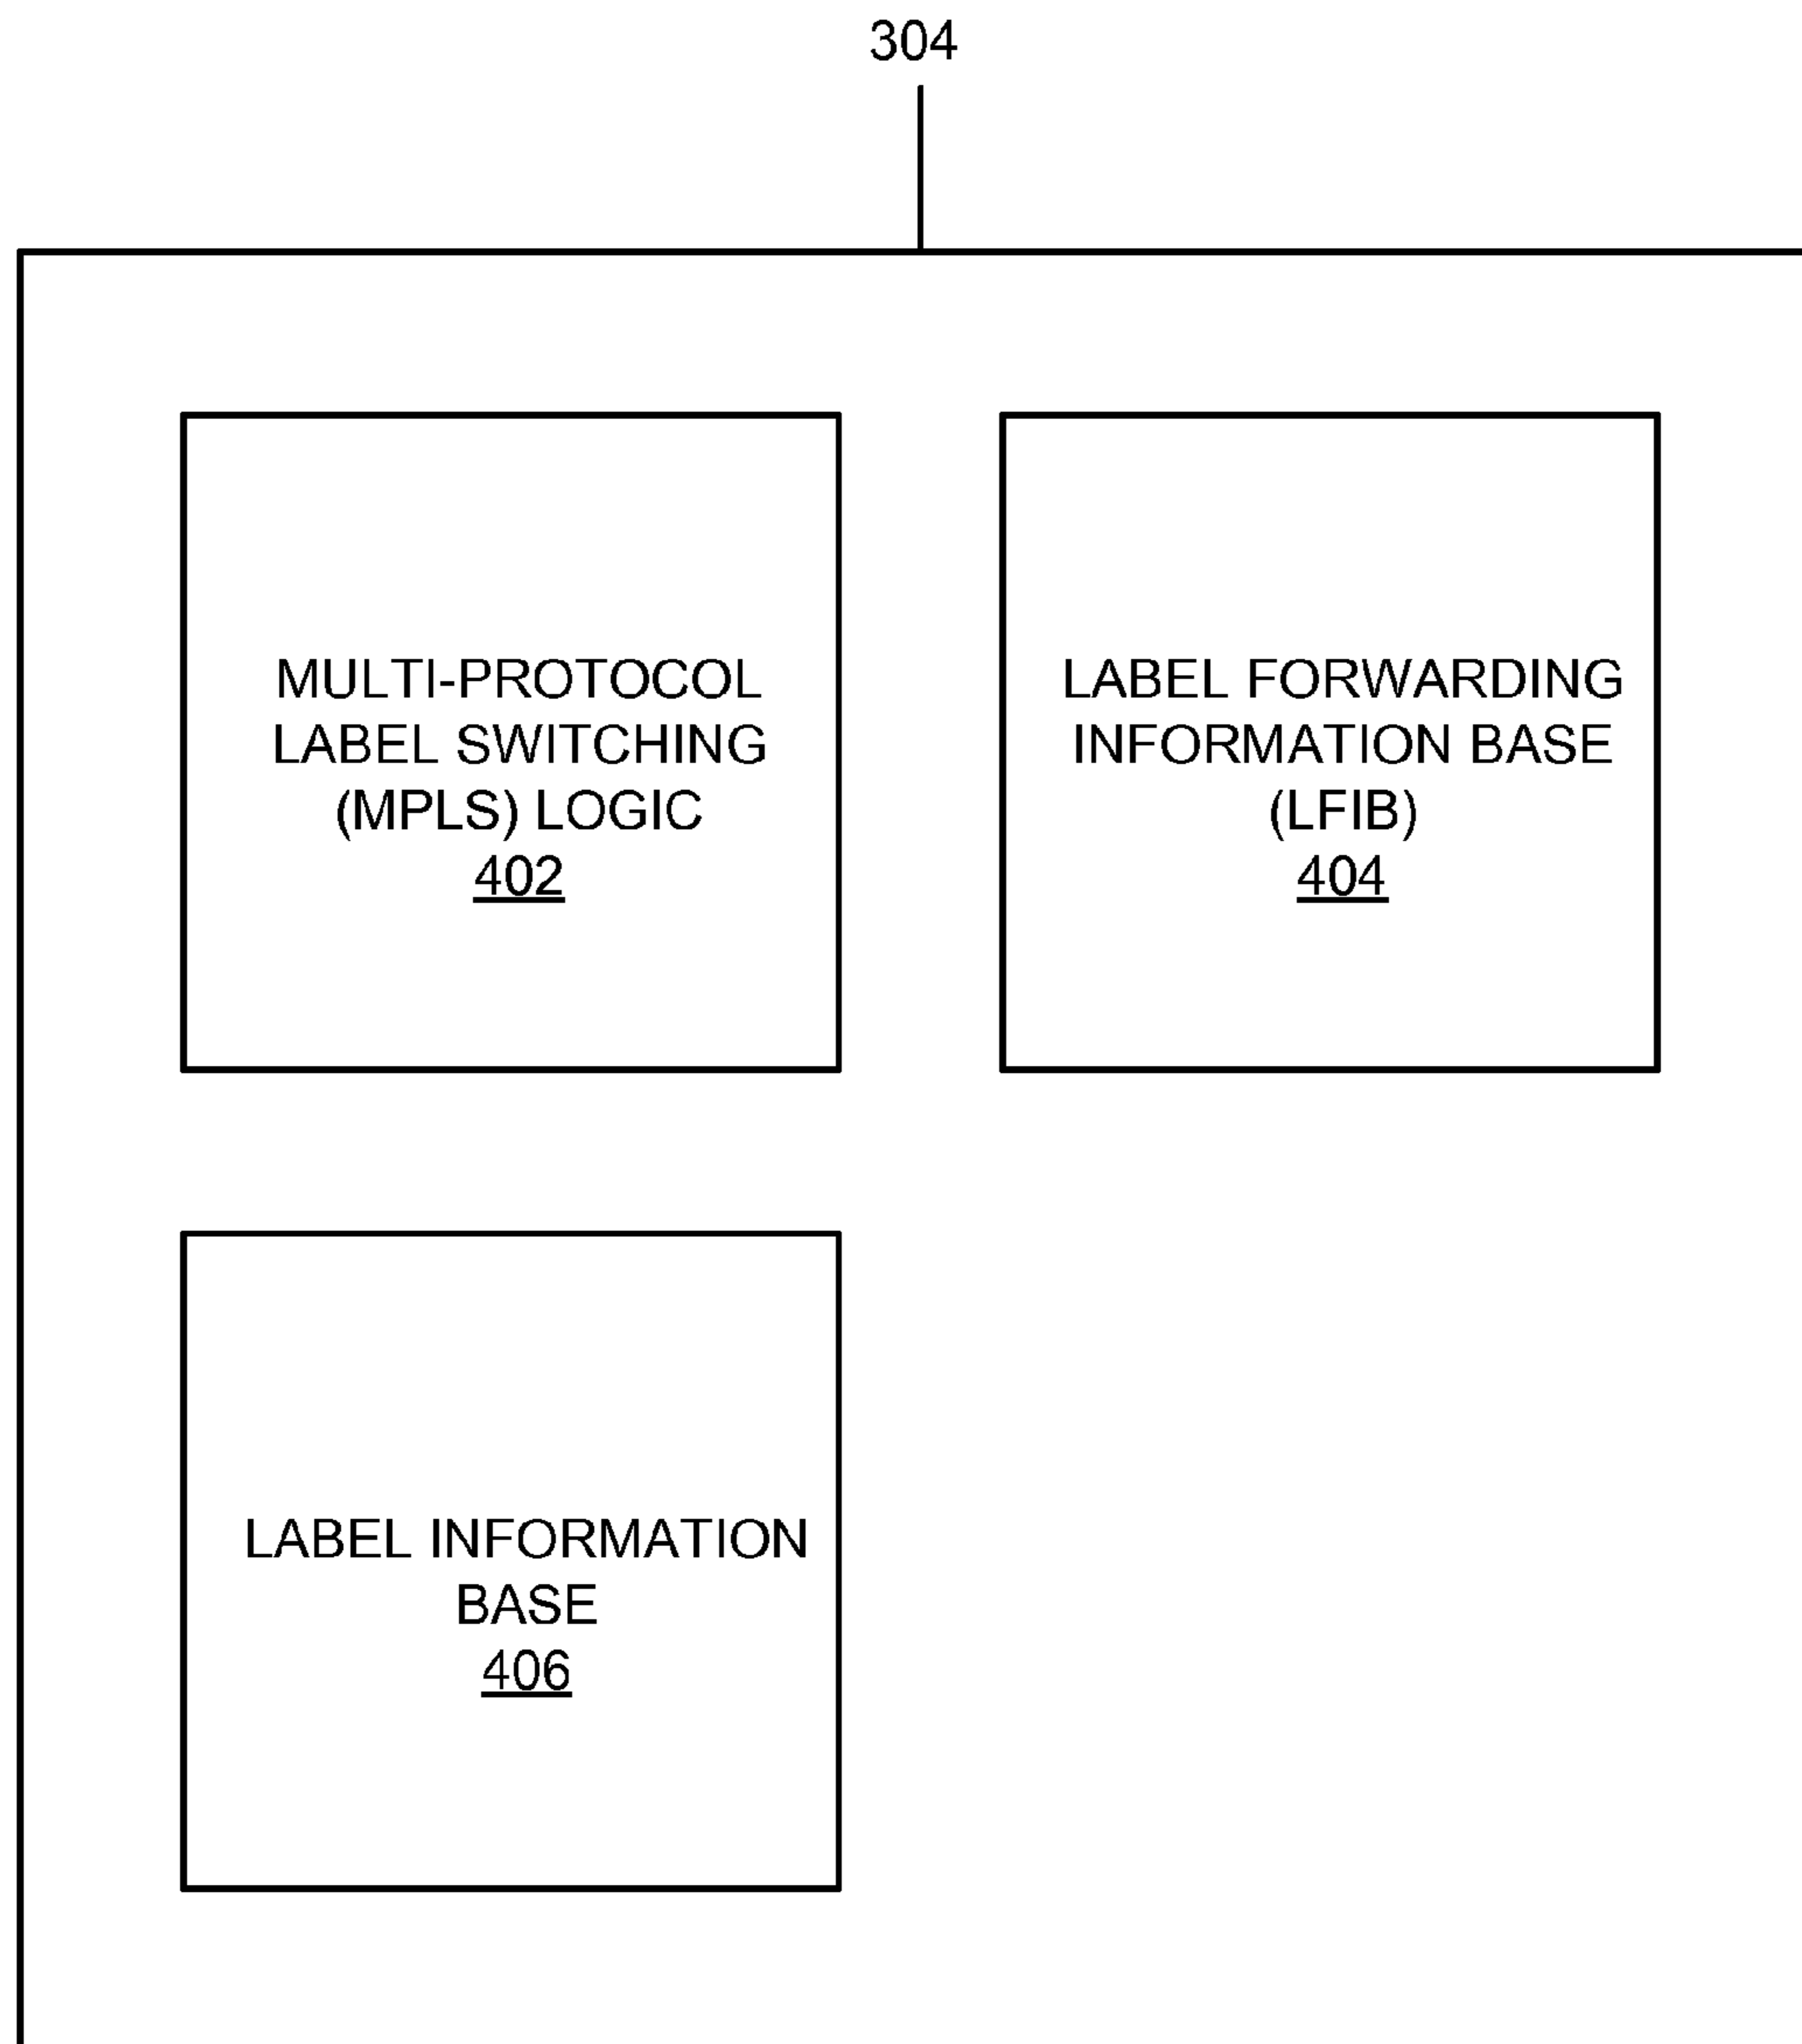 304
MULTI-PROTOCOL
LABEL SWITCHING
(MPLS) LOGIC
402
LABEL FORWARDING
INFORMATION BASE
(LFIB)
404
LABEL INFORMATION
BASE
406